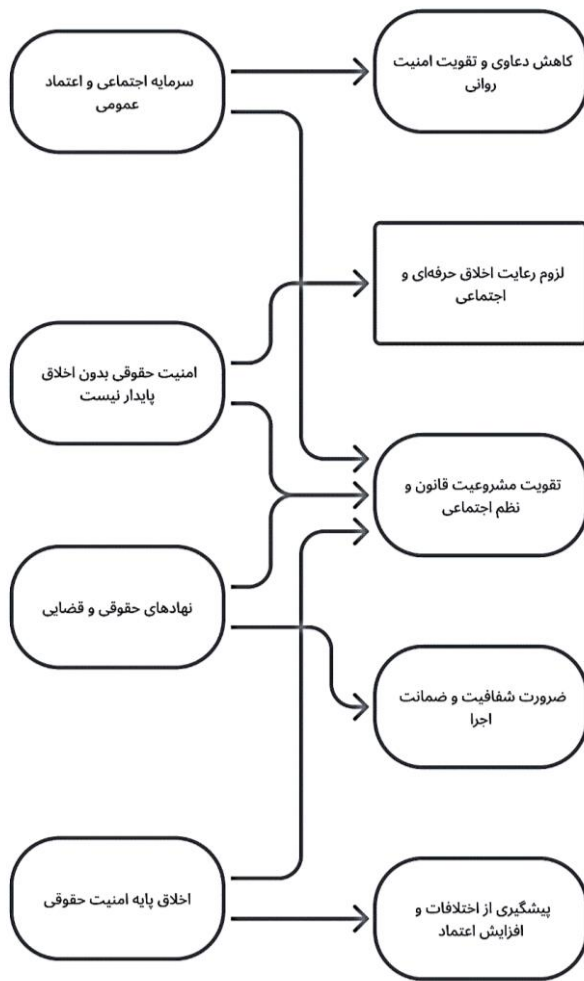 سرمایه اجتماعی و اعتماد
عمومی
کاهش دعاوی و تقویت امنیت
روانی
لزوم رعایت اخلاق حرفه‌ای و
اجتماعی
امنیت حقوقی بدون اخلاق
پایدار نیست
تقویت مشروعیت قانون و
نظم اجتماعی
نهادهای حقوقی و قضایی
ضرورت شفافیت و ضمانت
اجرا
اخلاق پایه امنیت حقوقی
پیشگیری از اختلافات و
افزایش اعتماد